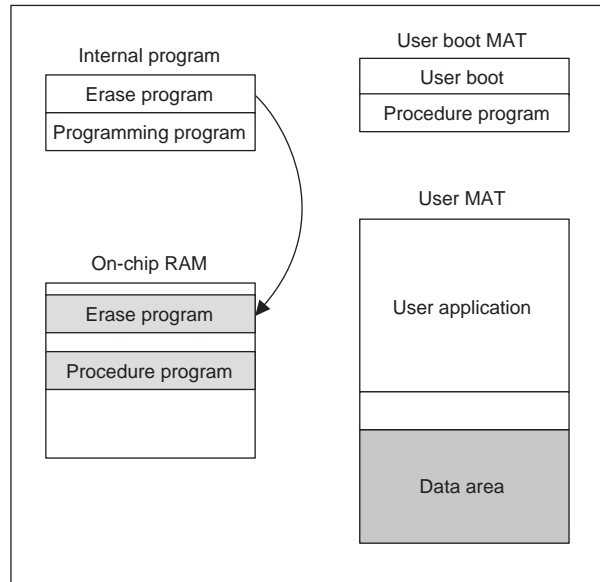 Internal program
Erase program
Programming program
User boot MAT
User boot
Procedure program
On-chip RAM
Erase program
Procedure program
User MAT
User application
Data area